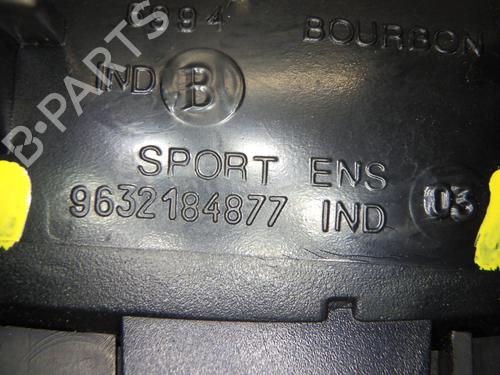 BOURBON
IND B
SPORT ENS
9632184877 IND 03
B-PARTS